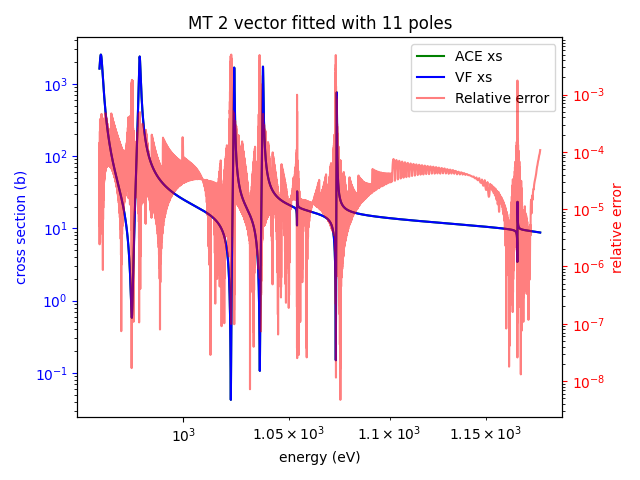 MT 2 vector fitted with 11 poles
ACE xs
VF xs
Relative error
cross section (b)
10³
10²
10¹
10⁰
10⁻¹
10⁻³
10⁻⁴
10⁻⁵
10⁻⁶
10⁻⁷
10⁻⁸
relative error
10³
1.05 × 10³
1.1 × 10³
1.15 × 10³
energy (eV)